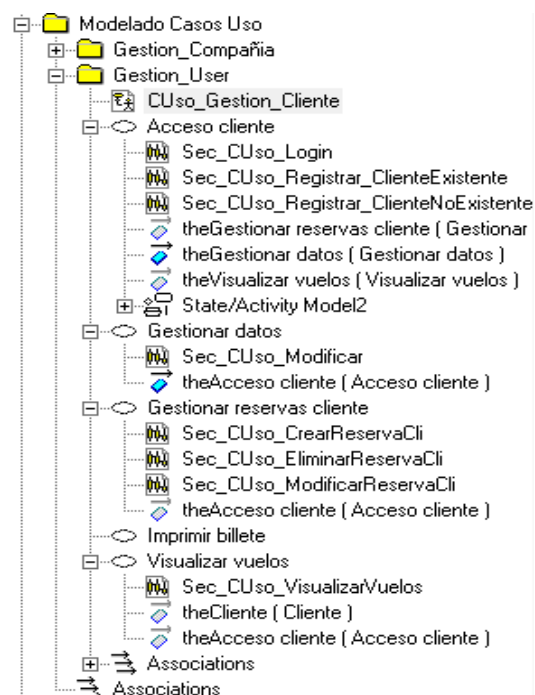 Modelado Casos Uso
Gestion_Compañia
Gestion_User
CUso_Gestion_Cliente
Acceso cliente
Sec_CUso_Login
Sec_CUso_Registrar_ClienteExistente
Sec_CUso_Registrar_ClienteNoExistente
theGestionar reservas cliente ( Gestionar
theGestionar datos ( Gestionar datos )
theVisualizar vuelos ( Visualizar vuelos )
State/Activity Model2
Gestionar datos
Sec_CUso_Modificar
theAcceso cliente ( Acceso cliente )
Gestionar reservas cliente
Sec_CUso_CrearReservaCli
Sec_CUso_EliminarReservaCli
Sec_CUso_ModificarReservaCli
theAcceso cliente ( Acceso cliente )
Imprimir billete
Visualizar vuelos
Sec_CUso_VisualizarVuelos
theCliente ( Cliente )
theAcceso cliente ( Acceso cliente )
Associations
Associations